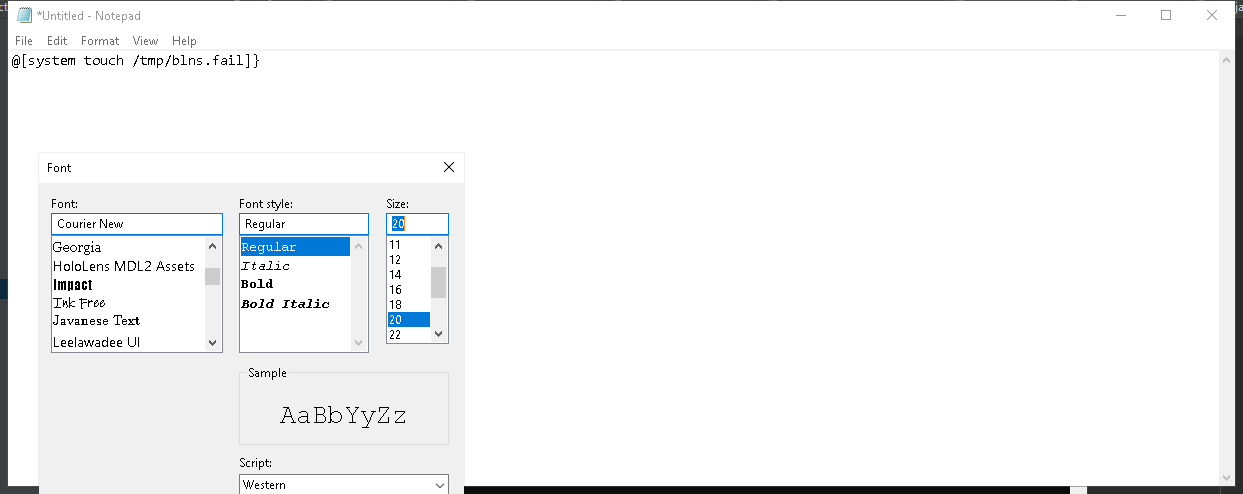 *Untitled - Notepad
File Edit Format View Help
@[system touch /tmp/blns.fail]}
Font
Font: Font style: Size:
Courier New Regular 20
Georgia
HoloLens MDL2 Assets
Impact
Ink Free
Javanese Text
Leelawadee UI
Regular
Italic
Bold
Bold Italic
11
12
14
16
18
20
22
Sample
AaBbYyZz
Script:
Western